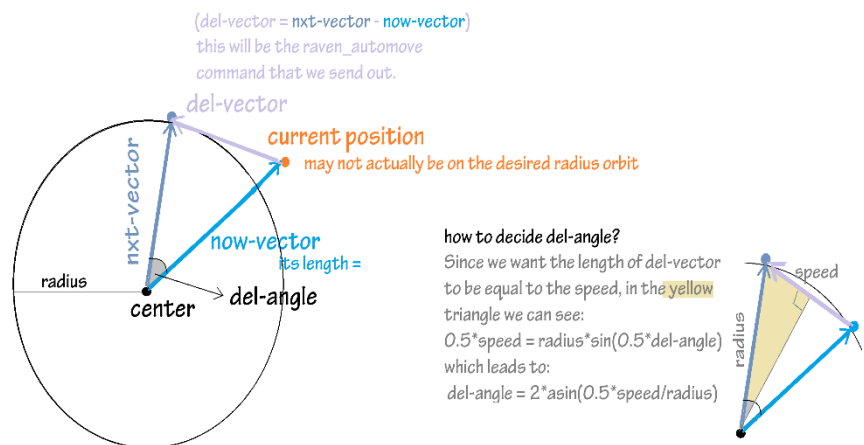 (del-vector = nxt-vector - now-vector)
this will be the raven_automove
command that we send out.
del-vector
current position
may not actually be on the desired radius orbit
nxt-vector
now-vector
its length =
radius
del-angle
center
how to decide del-angle?
Since we want the length of del-vector
to be equal to the speed, in the yellow
triangle we can see:
0.5*speed = radius*sin(0.5*del-angle)
which leads to:
del-angle = 2*asin(0.5*speed/radius)
speed
radius